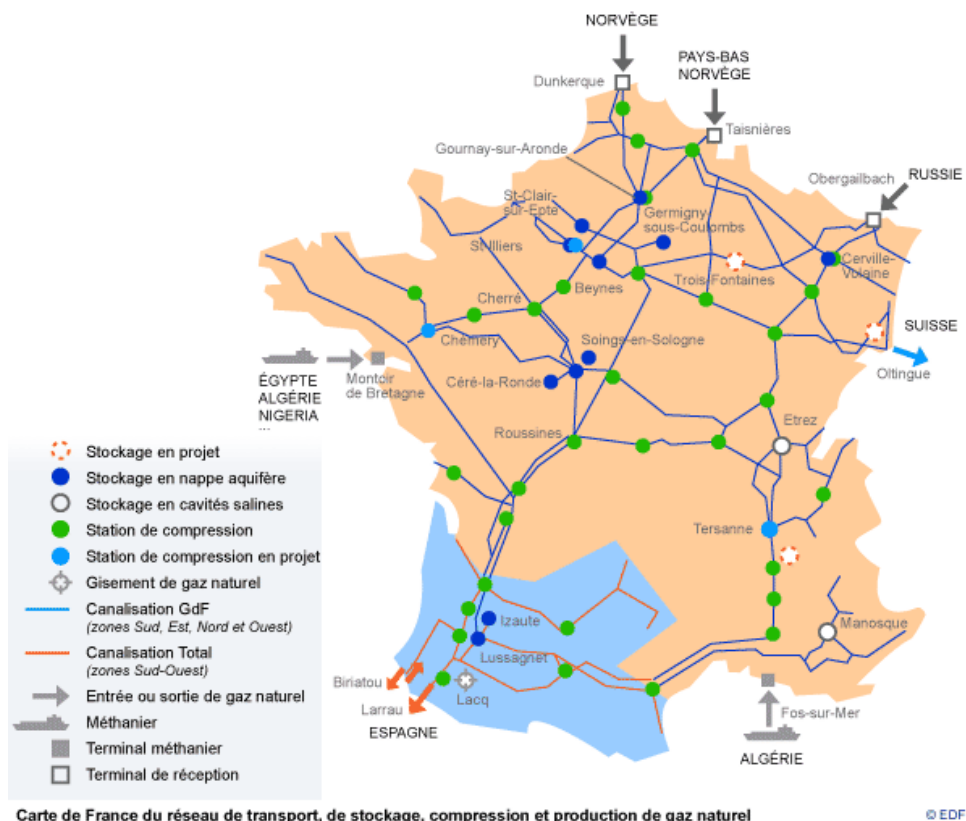 NORVÈGE
PAYS-BAS
NORVÈGE
Dunkerque
Taisnières
Gournay-sur-Aronde
Obergailbach
RUSSIE
St-Clair-
sur-Epte
Germigny-
sous-Coulombs
St-Illiers
Cerville-
Velaine
Trois-Fontaines
Beynes
Cherré
SUISSE
Chémery
Soings-en-Sologne
Oltingue
Montoir
de Bretagne
ÉGYPTE
ALGÉRIE
NIGERIA
...
Céré-la-Ronde
Etrez
Roussines
Stockage en projet
Stockage en nappe aquifère
Stockage en cavités salines
Station de compression
Station de compression en projet
Gisement de gaz naturel
Canalisation GdF
(zones Sud, Est, Nord et Ouest)
Canalisation Total
(zones Sud-Ouest)
Entrée ou sortie de gaz naturel
Méthanier
Terminal méthanier
Terminal de réception
Tersanne
Izaute
Manosque
Lussagnet
Biriatou
Lacq
Larrau
ESPAGNE
Fos-sur-Mer
ALGÉRIE
Carte de France du réseau de transport, de stockage, compression et production de gaz naturel
© EDF